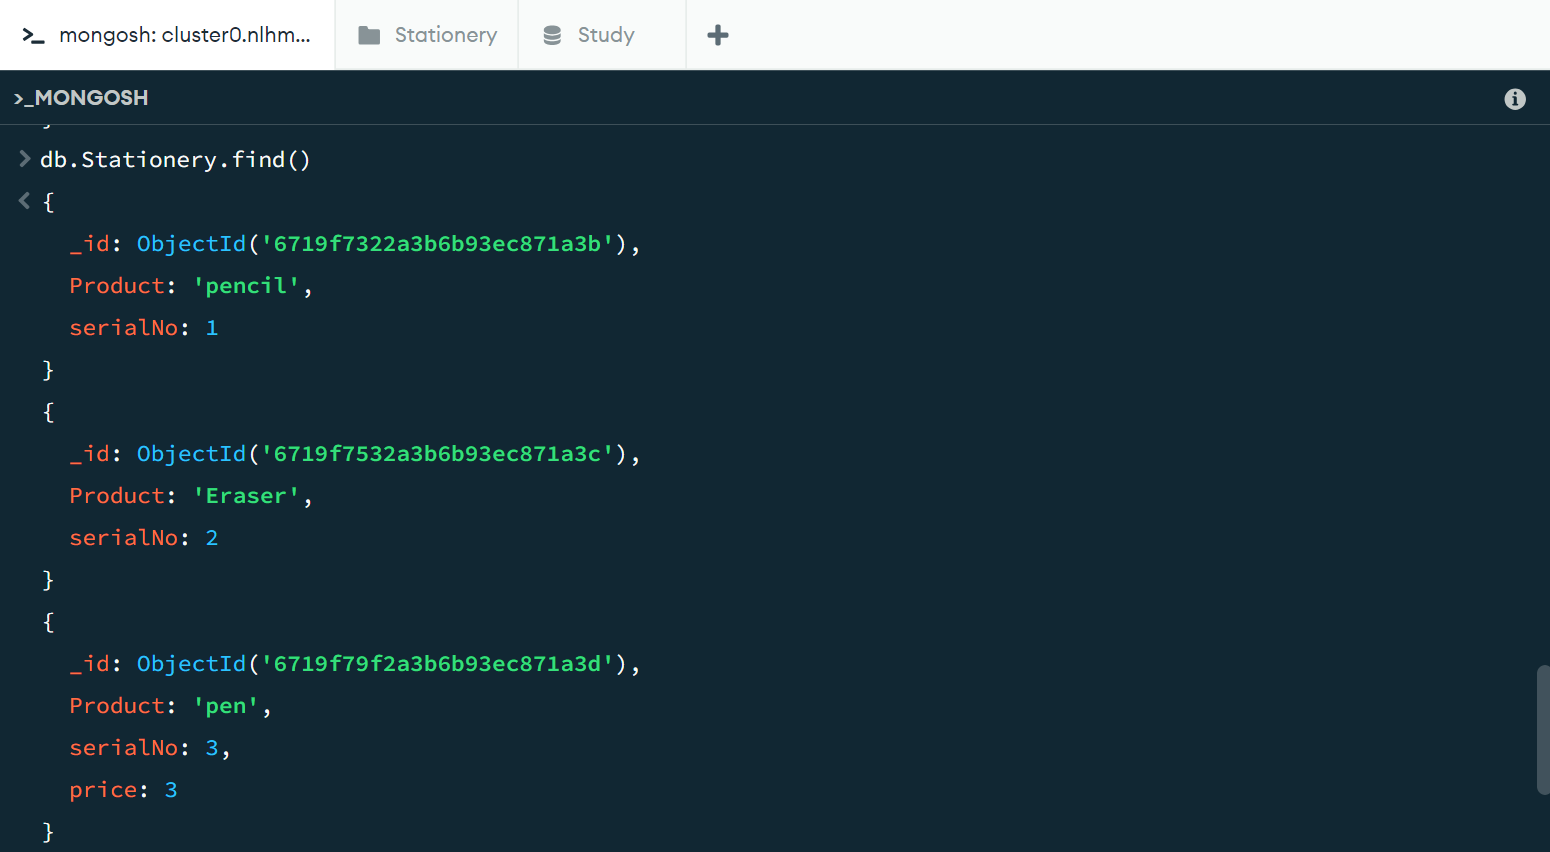 >_ mongosh: cluster0.nlhm... Stationery Study +
>_MONGOSH
> db.Stationery.find()
< {
_id: ObjectId('6719f7322a3b6b93ec871a3b'),
Product: 'pencil',
serialNo: 1
}
{
_id: ObjectId('6719f7532a3b6b93ec871a3c'),
Product: 'Eraser',
serialNo: 2
}
{
_id: ObjectId('6719f79f2a3b6b93ec871a3d'),
Product: 'pen',
serialNo: 3,
price: 3
}